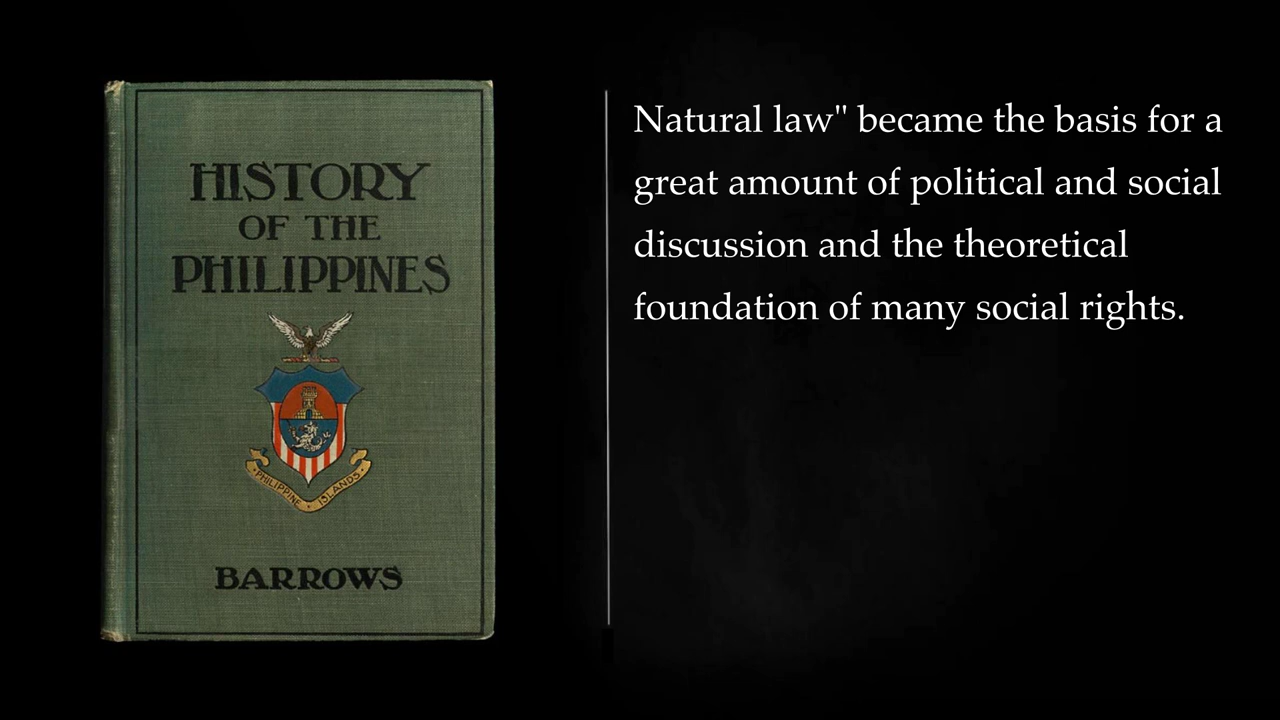 HISTORY
OF THE
PHILIPPINES
PHILIPPINE ISLANDS
BARROWS
Natural law" became the basis for a
great amount of political and social
discussion and the theoretical
foundation of many social rights.